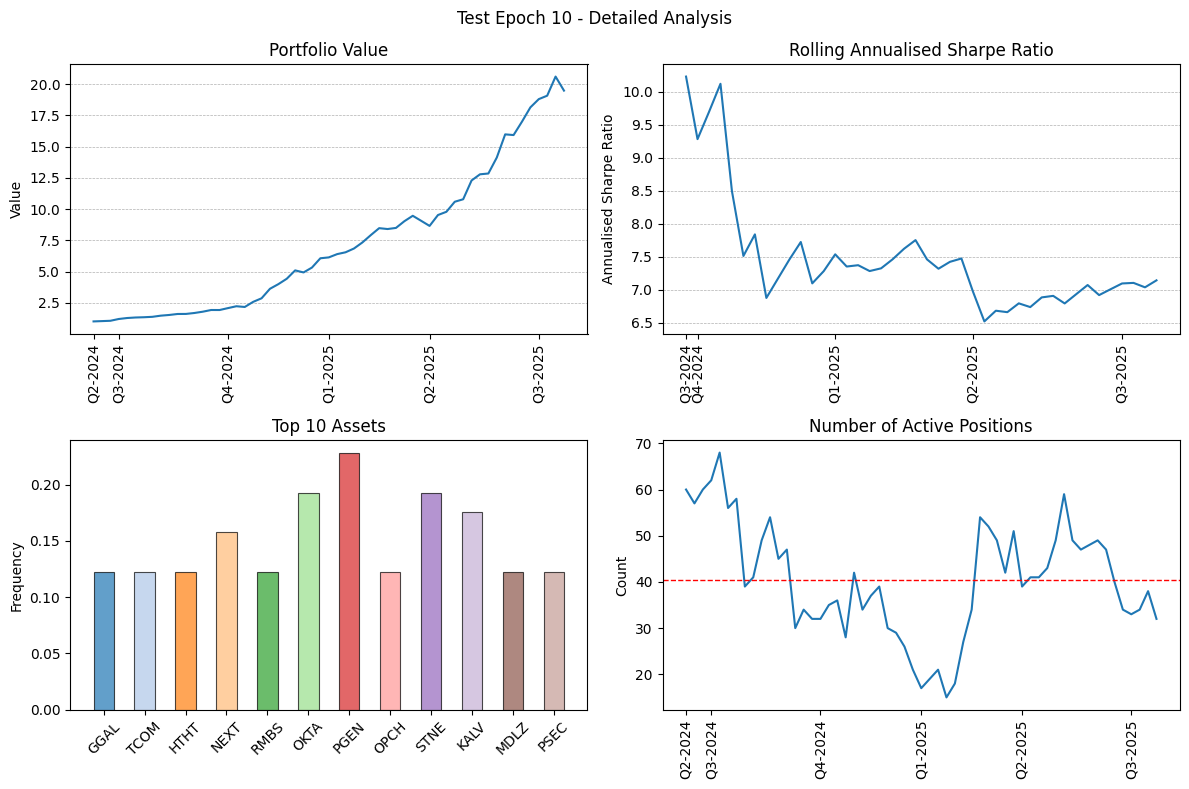 Test Epoch 10 - Detailed Analysis
Portfolio Value
Value
20.0
17.5
15.0
12.5
10.0
7.5
5.0
2.5
Q2-2024
Q3-2024
Q4-2024
Q1-2025
Q2-2025
Q3-2025
Rolling Annualised Sharpe Ratio
Annualised Sharpe Ratio
10.0
9.5
9.0
8.5
8.0
7.5
7.0
6.5
Q3-2024
Q4-2024
Q1-2025
Q2-2025
Q3-2025
Top 10 Assets
Frequency
0.20
0.15
0.10
0.05
0.00
GGAL
TCOM
HTHT
NEXT
RMBS
OKTA
PGEN
OPCH
STNE
KALV
MDLZ
PSEC
Number of Active Positions
Count
70
60
50
40
30
20
Q2-2024
Q3-2024
Q4-2024
Q1-2025
Q2-2025
Q3-2025